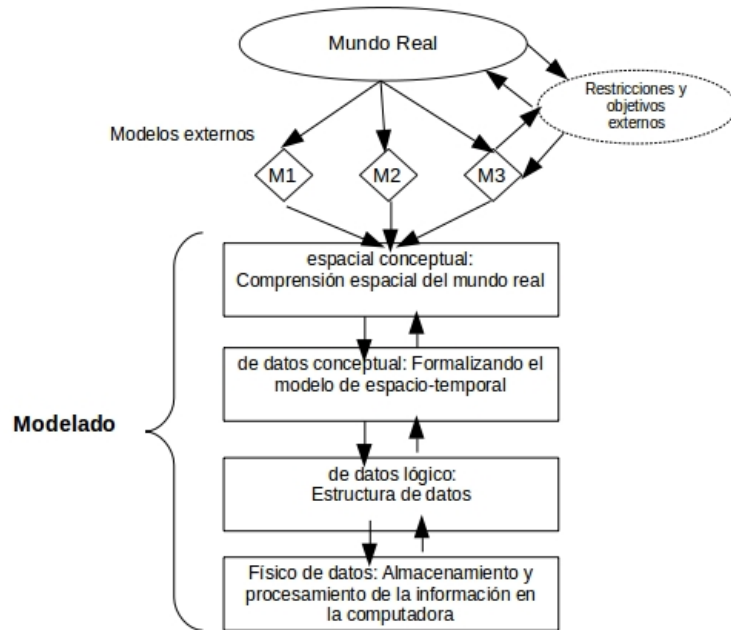 Mundo Real
Restricciones y
objetivos
externos
Modelos externos
M1
M2
M3
espacial conceptual:
Comprensión espacial del mundo real
de datos conceptual: Formalizando el
modelo de espacio-temporal
Modelado
de datos lógico:
Estructura de datos
Físico de datos: Almacenamiento y
procesamiento de la información en
la computadora